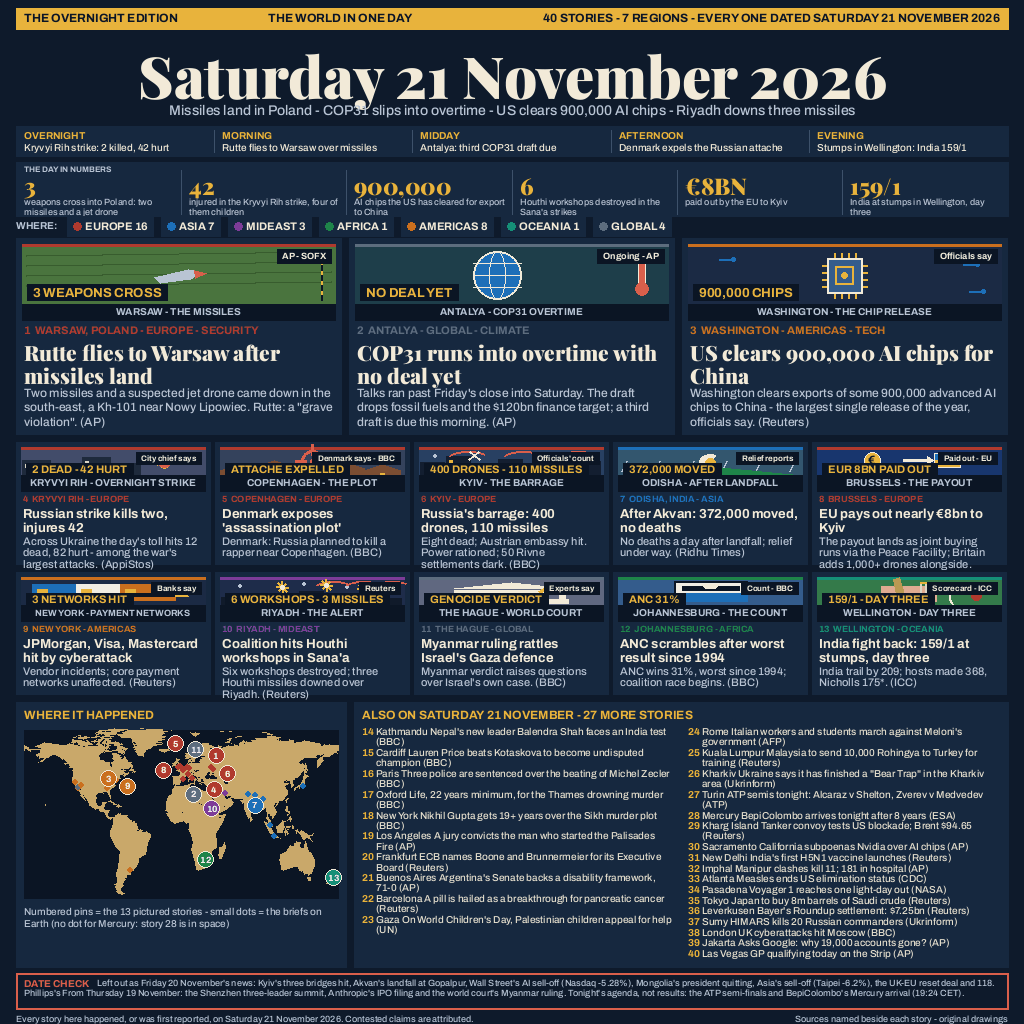 THE OVERNIGHT EDITION
THE WORLD IN ONE DAY
40 STORIES - 7 REGIONS - EVERY ONE DATED SATURDAY 21 NOVEMBER 2026
Saturday 21 November 2026
Missiles land in Poland - COP31 slips into overtime - US clears 900,000 AI chips - Riyadh downs three missiles
OVERNIGHT
Kryvyi Rih strike: 2 killed, 42 hurt
MORNING
Rutte flies to Warsaw over missiles
MIDDAY
Antalya: third COP31 draft due
AFTERNOON
Denmark expels the Russian attache
EVENING
Stumps in Wellington: India 159/1
THE DAY IN NUMBERS
3
weapons cross into Poland: two
missiles and a jet drone
42
injured in the Kryvyi Rih strike, four of
them children
900,000
AI chips the US has cleared for export
to China
6
Houthi workshops destroyed in the
Sana'a strikes
€8BN
paid out by the EU to Kyiv
159/1
India at stumps in Wellington, day
three
WHERE:
EUROPE 16
ASIA 7
MIDEAST 3
AFRICA 1
AMERICAS 8
OCEANIA 1
GLOBAL 4
AP - SOFX
3 WEAPONS CROSS
WARSAW - THE MISSILES
1 WARSAW, POLAND - EUROPE - SECURITY
Rutte flies to Warsaw after
missiles land
Two missiles and a suspected jet drone came down in the
south-east, a Kh-101 near Nowy Lipowiec. Rutte: a "grave
violation". (AP)
Ongoing - AP
NO DEAL YET
ANTALYA - COP31 OVERTIME
2 ANTALYA - GLOBAL - CLIMATE
COP31 runs into overtime with
no deal yet
Talks ran past Friday's close into Saturday. The draft
drops fossil fuels and the $120bn finance target; a third
draft is due this morning. (AP)
Officials say
900,000 CHIPS
WASHINGTON - THE CHIP RELEASE
3 WASHINGTON - AMERICAS - TECH
US clears 900,000 AI chips for
China
Washington clears exports of some 900,000 advanced AI
chips to China - the largest single release of the year,
officials say. (Reuters)
City chief says
2 DEAD - 42 HURT
KRYVYI RIH - OVERNIGHT STRIKE
4 KRYVYI RIH - EUROPE
Russian strike kills two,
injures 42
Across Ukraine the day's toll hits 12
dead, 82 hurt - among the war's
largest attacks. (AppiStos)
Denmark says - BBC
ATTACHE EXPELLED
COPENHAGEN - THE PLOT
5 COPENHAGEN - EUROPE
Denmark exposes
'assassination plot'
Denmark: Russia planned to kill a
rapper near Copenhagen. (BBC)
Officials' count
400 DRONES - 110 MISSILES
KYIV - THE BARRAGE
6 KYIV - EUROPE
Russia's barrage: 400
drones, 110 missiles
Eight dead; Austrian embassy hit.
Power rationed; 50 Rivne
settlements dark. (BBC)
Relief reports
372,000 MOVED
ODISHA - AFTER LANDFALL
7 ODISHA, INDIA - ASIA
After Akvan: 372,000 moved,
no deaths
No deaths a day after landfall; relief
under way. (Ridhu Times)
Paid out - EU
EUR 8BN PAID OUT
BRUSSELS - THE PAYOUT
8 BRUSSELS - EUROPE
EU pays out nearly €8bn to
Kyiv
The payout lands as joint buying
runs via the Peace Facility; Britain
adds 1,000+ drones alongside.
Banks say
3 NETWORKS HIT
NEW YORK - PAYMENT NETWORKS
9 NEW YORK - AMERICAS
JPMorgan, Visa, Mastercard
hit by cyberattack
Vendor incidents; core payment
networks unaffected. (Reuters)
Reuters
6 WORKSHOPS - 3 MISSILES
RIYADH - THE ALERT
10 RIYADH - MIDEAST
Coalition hits Houthi
workshops in Sana'a
Six workshops destroyed; three
Houthi missiles downed over
Riyadh. (Reuters)
Experts say
GENOCIDE VERDICT
THE HAGUE - WORLD COURT
11 THE HAGUE - GLOBAL
Myanmar ruling rattles
Israel's Gaza defence
Myanmar verdict raises questions
over Israel's own case. (BBC)
Count - BBC
ANC 31%
JOHANNESBURG - THE COUNT
12 JOHANNESBURG - AFRICA
ANC scrambles after worst
result since 1994
ANC wins 31%, worst since 1994;
coalition race begins. (BBC)
Scorecard - ICC
159/1 - DAY THREE
WELLINGTON - DAY THREE
13 WELLINGTON - OCEANIA
India fight back: 159/1 at
stumps, day three
India trail by 209; hosts made 368,
Nicholls 175*. (ICC)
WHERE IT HAPPENED
5
11
1
8
6
3
9
2
4
10
7
12
13
Numbered pins = the 13 pictured stories - small dots = the briefs on
Earth (no dot for Mercury: story 28 is in space)
ALSO ON SATURDAY 21 NOVEMBER - 27 MORE STORIES
14 Kathmandu Nepal's new leader Balendra Shah faces an India test
(BBC)
15 Cardiff Lauren Price beats Kotaskova to become undisputed
champion (BBC)
16 Paris Three police are sentenced over the beating of Michel Zecler
(BBC)
17 Oxford Life, 22 years minimum, for the Thames drowning murder
(BBC)
18 New York Nikhil Gupta gets 19+ years over the Sikh murder plot
(BBC)
19 Los Angeles A jury convicts the man who started the Palisades
Fire (AP)
20 Frankfurt ECB names Boone and Brunnermeier for its Executive
Board (Reuters)
21 Buenos Aires Argentina's Senate backs a disability framework,
71-0 (AP)
22 Barcelona A pill is hailed as a breakthrough for pancreatic cancer
(Reuters)
23 Gaza On World Children's Day, Palestinian children appeal for help
(UN)
24 Rome Italian workers and students march against Meloni's
government (AFP)
25 Kuala Lumpur Malaysia to send 10,000 Rohingya to Turkey for
training (Reuters)
26 Kharkiv Ukraine says it has finished a "Bear Trap" in the Kharkiv
area (Ukrinform)
27 Turin ATP semis tonight: Alcaraz v Shelton, Zverev v Medvedev
(ATP)
28 Mercury BepiColombo arrives tonight after 8 years (ESA)
29 Kharg Island Tanker convoy tests US blockade; Brent $94.65
(Reuters)
30 Sacramento California subpoenas Nvidia over AI chips (AP)
31 New Delhi India's first H5N1 vaccine launches (Reuters)
32 Imphal Manipur clashes kill 11; 181 in hospital (AP)
33 Atlanta Measles ends US elimination status (CDC)
34 Pasadena Voyager 1 reaches one light-day out (NASA)
35 Tokyo Japan to buy 8m barrels of Saudi crude (Reuters)
36 Leverkusen Bayer's Roundup settlement: $7.25bn (Reuters)
37 Sumy HIMARS kills 20 Russian commanders (Ukrinform)
38 London UK cyberattacks hit Moscow (BBC)
39 Jakarta Asks Google: why 19,000 accounts gone? (AP)
40 Las Vegas GP qualifying today on the Strip (AP)
DATE CHECK Left out as Friday 20 November's news: Kyiv's three bridges hit, Akvan's landfall at Gopalpur, Wall Street's AI sell-off (Nasdaq -5.28%), Mongolia's president quitting, Asia's sell-off (Taipei -6.2%), the UK-EU reset deal and 118.
Phillips's From Thursday 19 November: the Shenzhen three-leader summit, Anthropic's IPO filing and the world court's Myanmar ruling. Tonight's agenda, not results: the ATP semi-finals and BepiColombo's Mercury arrival (19:24 CET).
Every story here happened, or was first reported, on Saturday 21 November 2026. Contested claims are attributed.
Sources named beside each story - original drawings